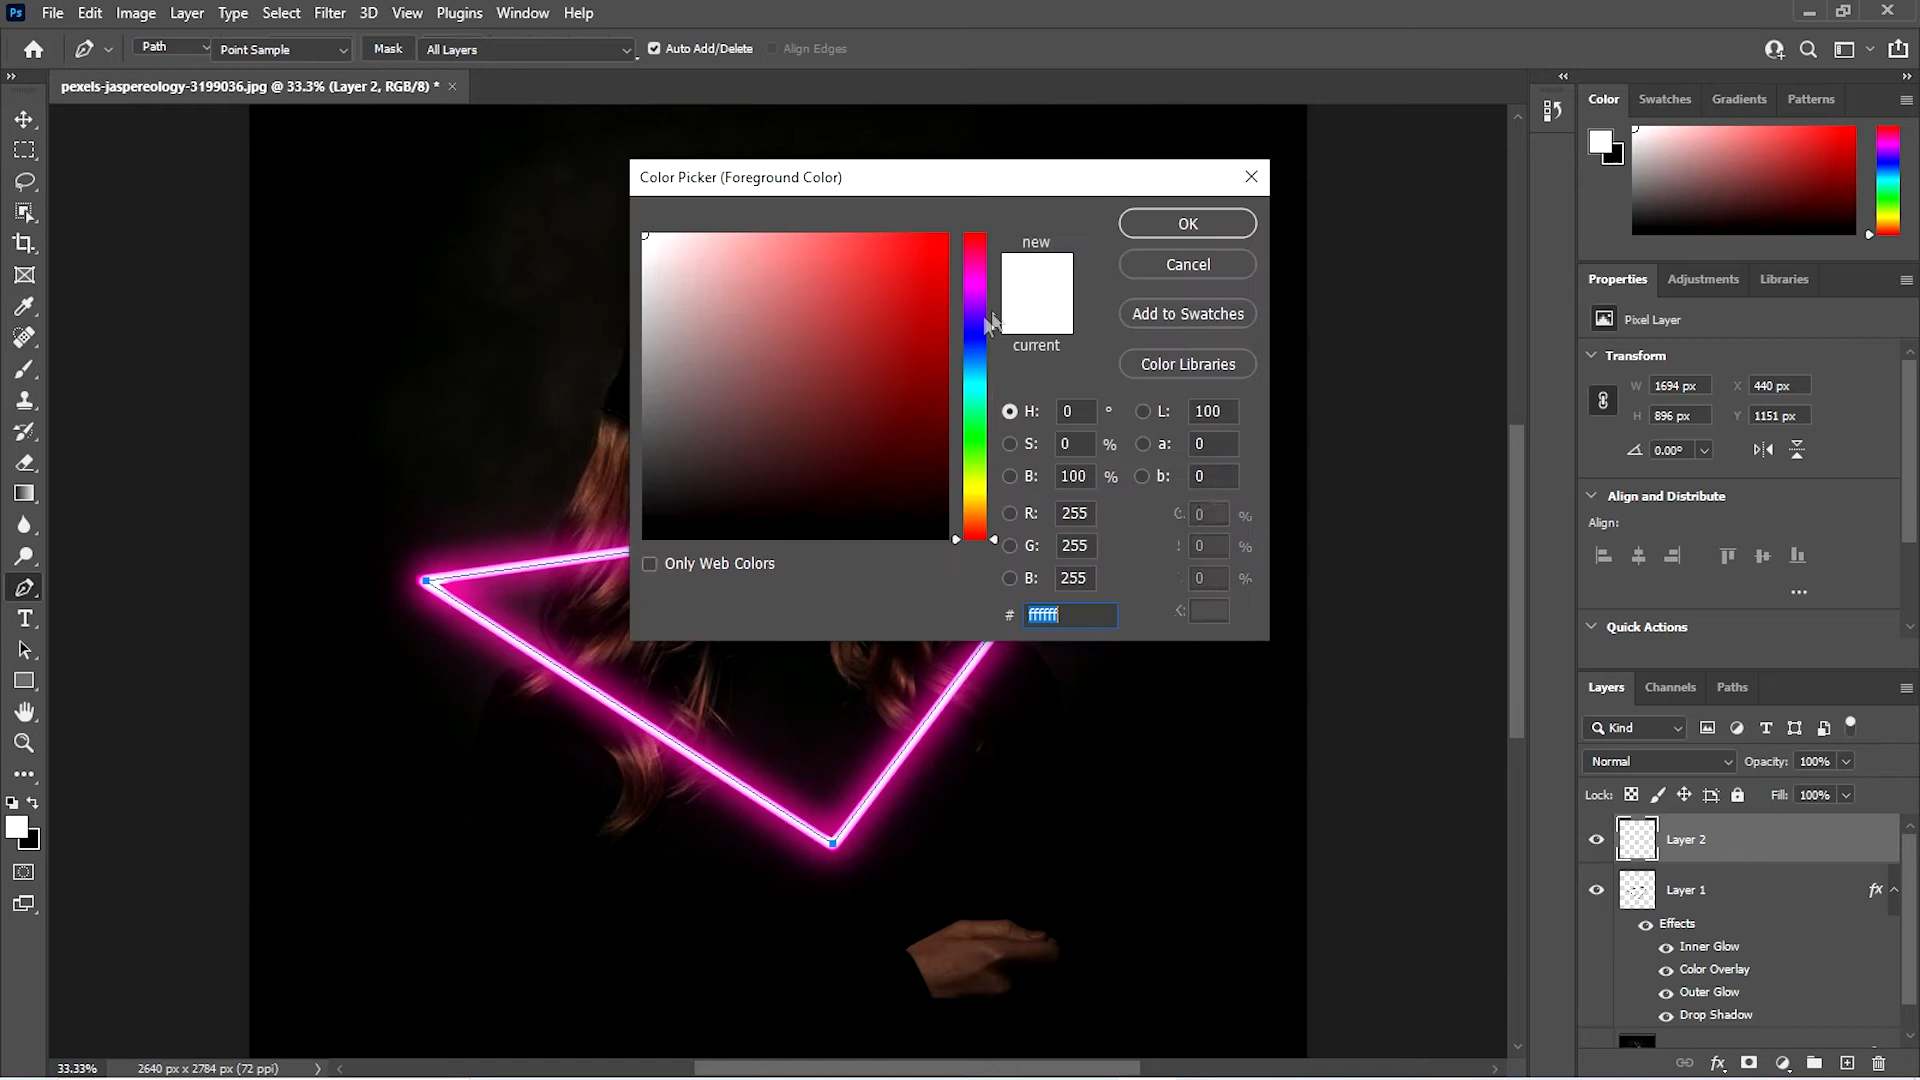 Ps File Edit Image Layer Type Select Filter 3D View Plugins Window Help
Path Point Sample Mask All Layers Auto Add/Delete Align Edges
pexels-jaspereology-3199036.jpg @ 33.3% (Layer 2, RGB/8) *
Color Swatches Gradients Patterns
Color Picker (Foreground Color)
OK
new
Cancel
Add to Swatches
current
Color Libraries
H: 0 ° L: 100
S: 0 % a: 0
B: 100 % b: 0
R: 255 0 %
G: 255 0 %
B: 255 0 %
# ffffff
Only Web Colors
Properties Adjustments Libraries
Pixel Layer
Transform
W 1694 px X 440 px
H 896 px Y 1151 px
0.00°
Align and Distribute
Align:
Quick Actions
Layers Channels Paths
Kind
Normal Opacity: 100%
Lock: Fill: 100%
Layer 2
Layer 1 fx
Effects
Inner Glow
Color Overlay
Outer Glow
Drop Shadow
fx
33.33% 2640 px x 2784 px (72 ppi)